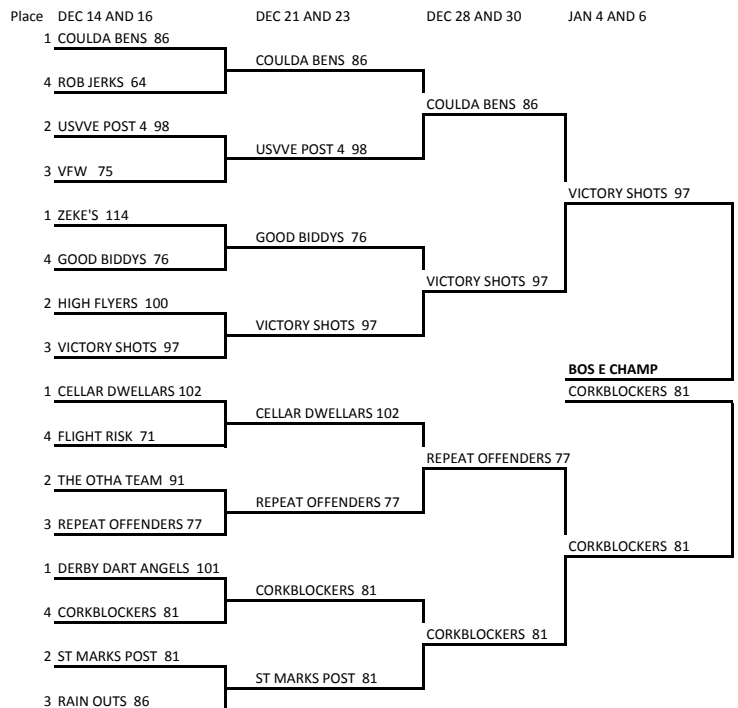 Place DEC 14 AND 16 DEC 21 AND 23 DEC 28 AND 30 JAN 4 AND 6
1 COULDA BENS 86
COULDA BENS 86
4 ROB JERKS 64
COULDA BENS 86
2 USVVE POST 4 98
USVVE POST 4 98
3 VFW 75
VICTORY SHOTS 97
1 ZEKE'S 114
GOOD BIDDYS 76
4 GOOD BIDDYS 76
VICTORY SHOTS 97
2 HIGH FLYERS 100
VICTORY SHOTS 97
3 VICTORY SHOTS 97
BOS E CHAMP
1 CELLAR DWELLARS 102
CORKBLOCKERS 81
CELLAR DWELLARS 102
4 FLIGHT RISK 71
REPEAT OFFENDERS 77
2 THE OTHA TEAM 91
REPEAT OFFENDERS 77
3 REPEAT OFFENDERS 77
CORKBLOCKERS 81
1 DERBY DART ANGELS 101
CORKBLOCKERS 81
4 CORKBLOCKERS 81
CORKBLOCKERS 81
2 ST MARKS POST 81
ST MARKS POST 81
3 RAIN OUTS 86